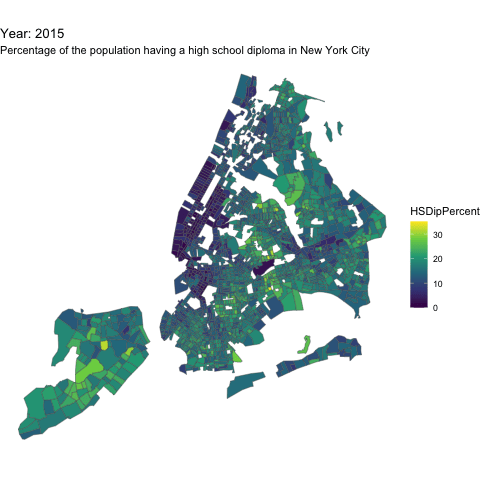 Year: 2015
Percentage of the population having a high school diploma in New York City
HSDipPercent
30
20
10
0